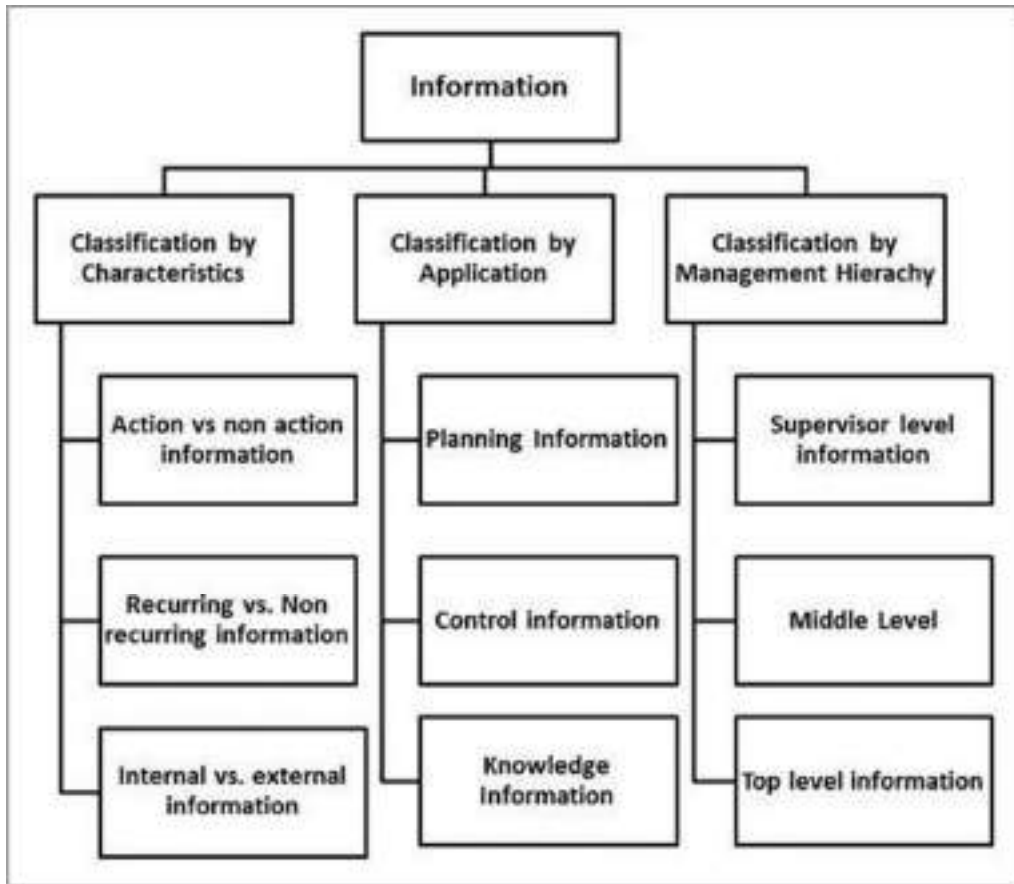 Information
Classification by
Characteristics
Classification by
Application
Classification by
Management Hierachy
Action vs non action
information
Planning Information
Supervisor level
information
Recurring vs. Non
recurring information
Control information
Middle Level
Internal vs. external
information
Knowledge
Information
Top level information